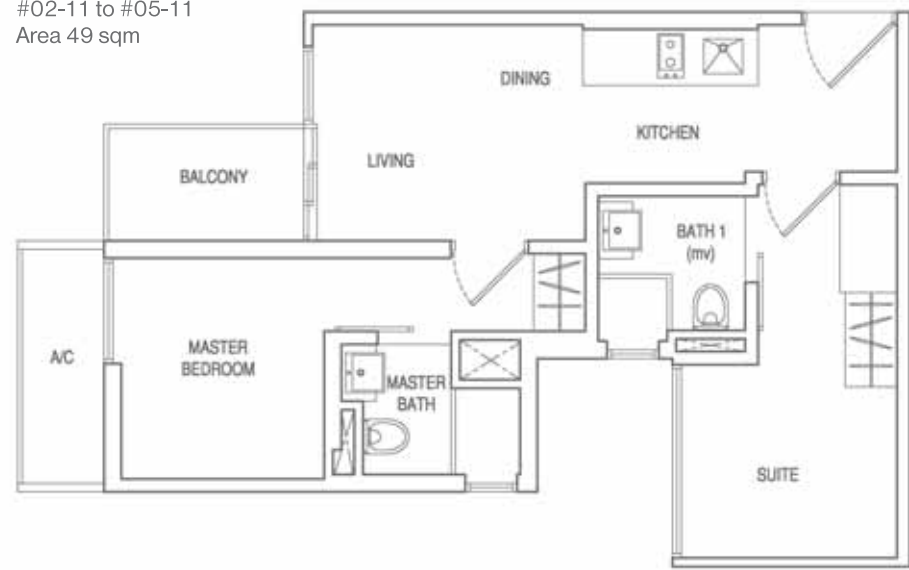 #02-11 to #05-11
Area 49 sqm
DINING
KITCHEN
LIVING
BALCONY
BATH 1
(mv)
A/C
MASTER
BEDROOM
MASTER
BATH
SUITE